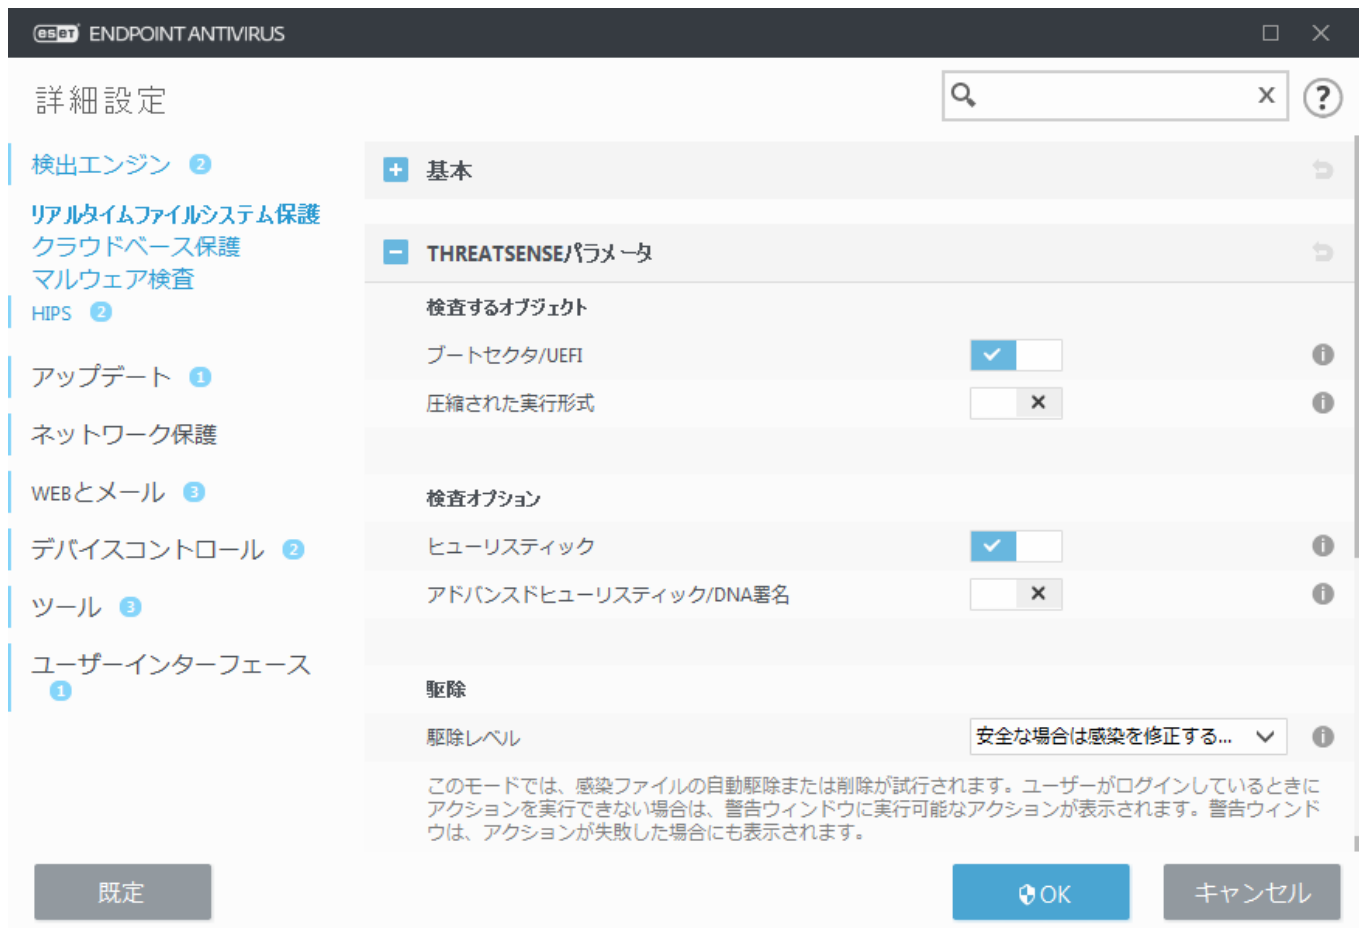 eset ENDPOINT ANTIVIRUS
詳細設定
検出エンジン 2
リアルタイムファイルシステム保護
クラウドベース保護
マルウェア検査
HIPS 2
アップデート 1
ネットワーク保護
WEBとメール 3
デバイスコントロール 2
ツール 3
ユーザーインターフェース
1
基本
THREATSENSEパラメータ
検査するオブジェクト
ブートセクタ/UEFI
圧縮された実行形式
検査オプション
ヒューリスティック
アドバンスドヒューリスティック/DNA署名
駆除
駆除レベル 安全な場合は感染を修正する...
このモードでは、感染ファイルの自動駆除または削除が試行されます。ユーザーがログインしているときに
アクションを実行できない場合は、警告ウィンドウに実行可能なアクションが表示されます。警告ウィンド
ウは、アクションが失敗した場合にも表示されます。
既定
OK
キャンセル